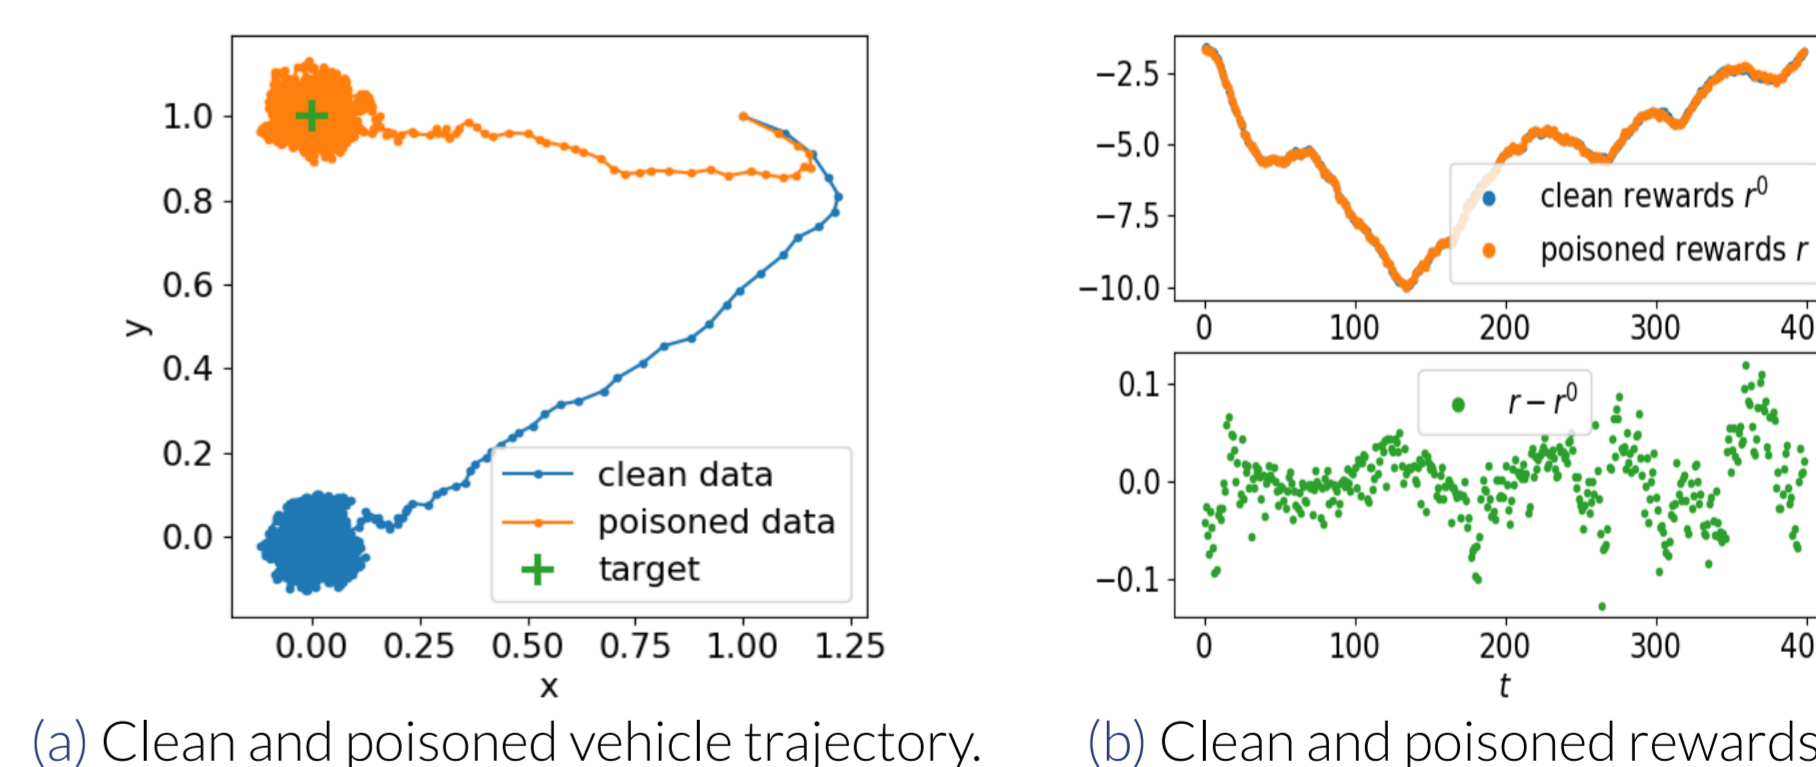 1.0
0.8
0.6
0.4
0.2
0.0
y
clean data
poisoned data
target
0.00 0.25 0.50 0.75 1.00 1.25
x
(a) Clean and poisoned vehicle trajectory.
−2.5
−5.0
−7.5
−10.0
clean rewards r⁰
poisoned rewards r
0 100 200 300 40
0.1
0.0
−0.1
r − r⁰
0 100 200 300 40
t
(b) Clean and poisoned rewards